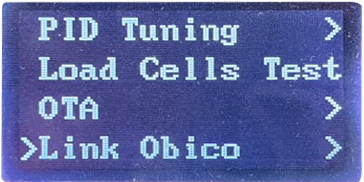 PID Tuning >
Load Cells Test
OTA >
>Link Obico >